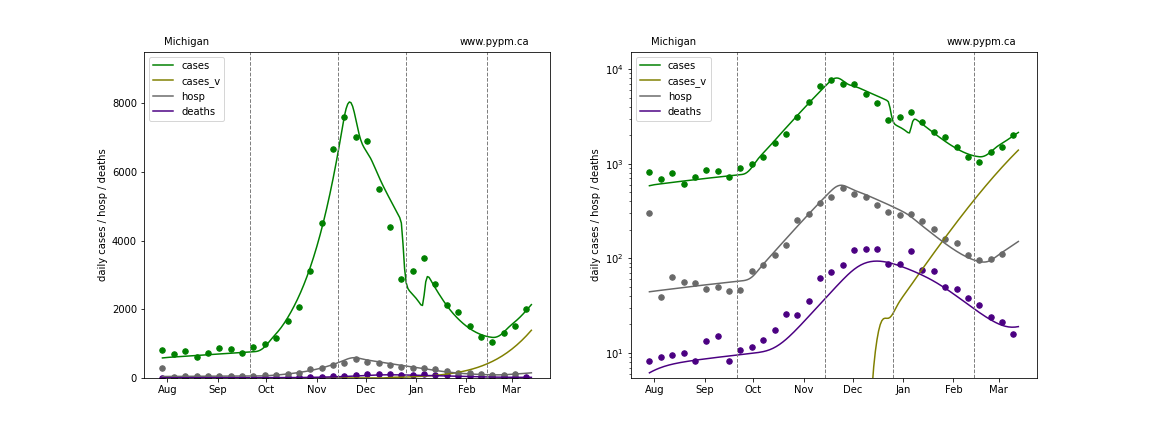 Michigan www.pypm.ca
cases
cases_v
hosp
deaths
daily cases / hosp / deaths
8000
6000
4000
2000
0
Aug Sep Oct Nov Dec Jan Feb Mar
Michigan www.pypm.ca
cases
cases_v
hosp
deaths
daily cases / hosp / deaths
10⁴
10³
10²
10¹
Aug Sep Oct Nov Dec Jan Feb Mar